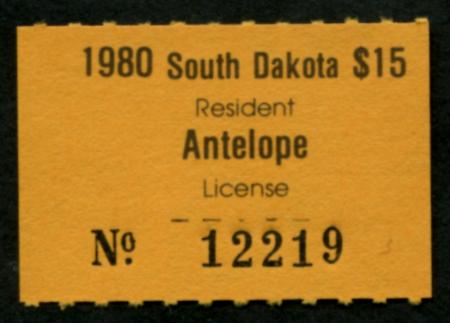 1980 South Dakota $15
Resident
Antelope
License
Nº 12219